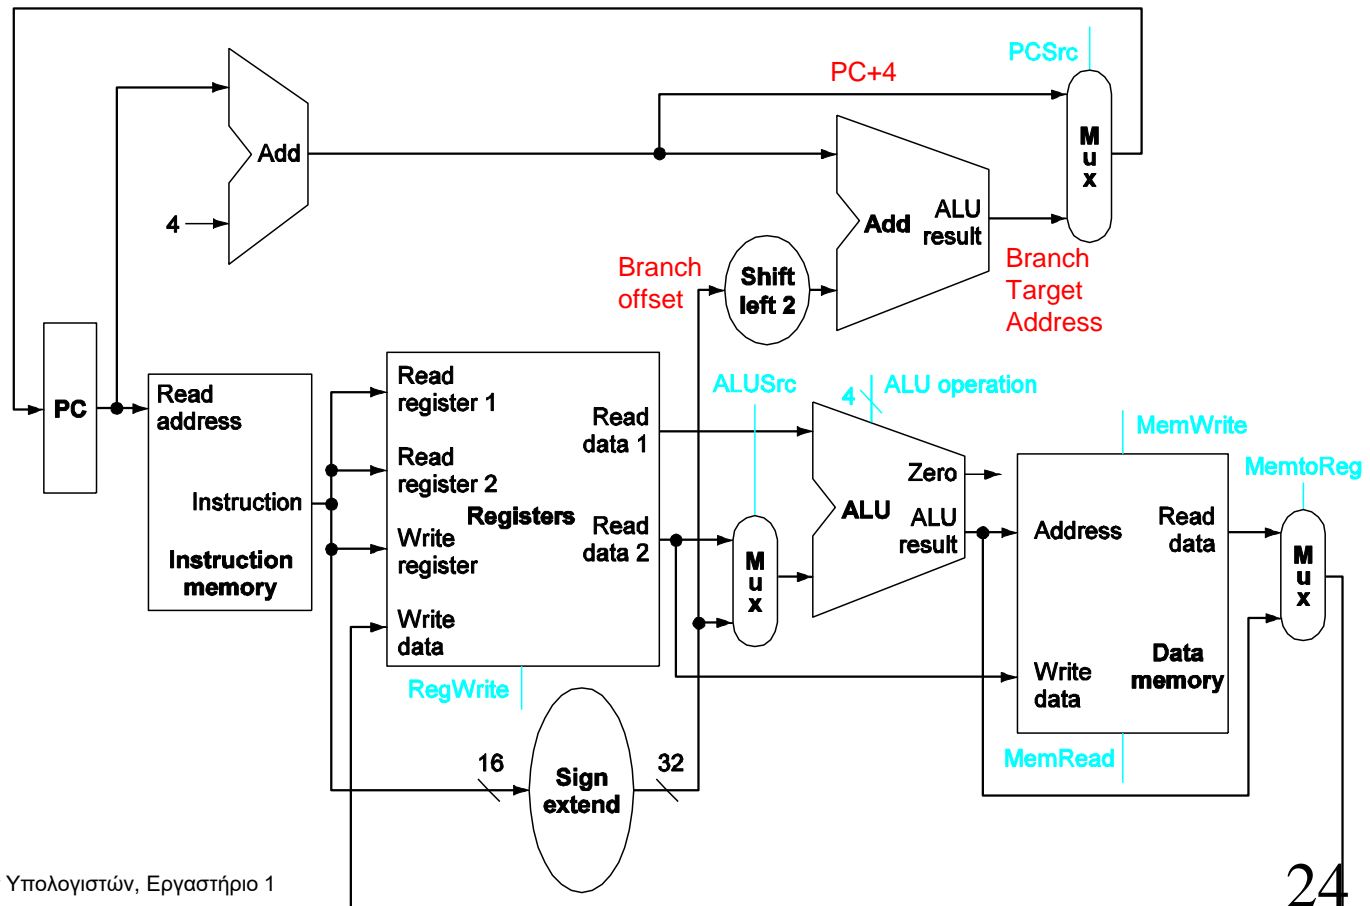 PCSrc
PC+4
Add
4
Mux
Add
ALU
result
Branch
offset
Shift
left 2
Branch
Target
Address
PC
Read
address
Instruction
Instruction
memory
Read
register 1
Read
register 2
Registers
Write
register
Write
data
Read
data 1
Read
data 2
RegWrite
ALUSrc
Mux
4
ALU operation
Zero
ALU
ALU
result
MemWrite
MemtoReg
Address
Read
data
Mux
Write
data
Data
memory
MemRead
16
Sign
extend
32
Υπολογιστών, Εργαστήριο 1
24